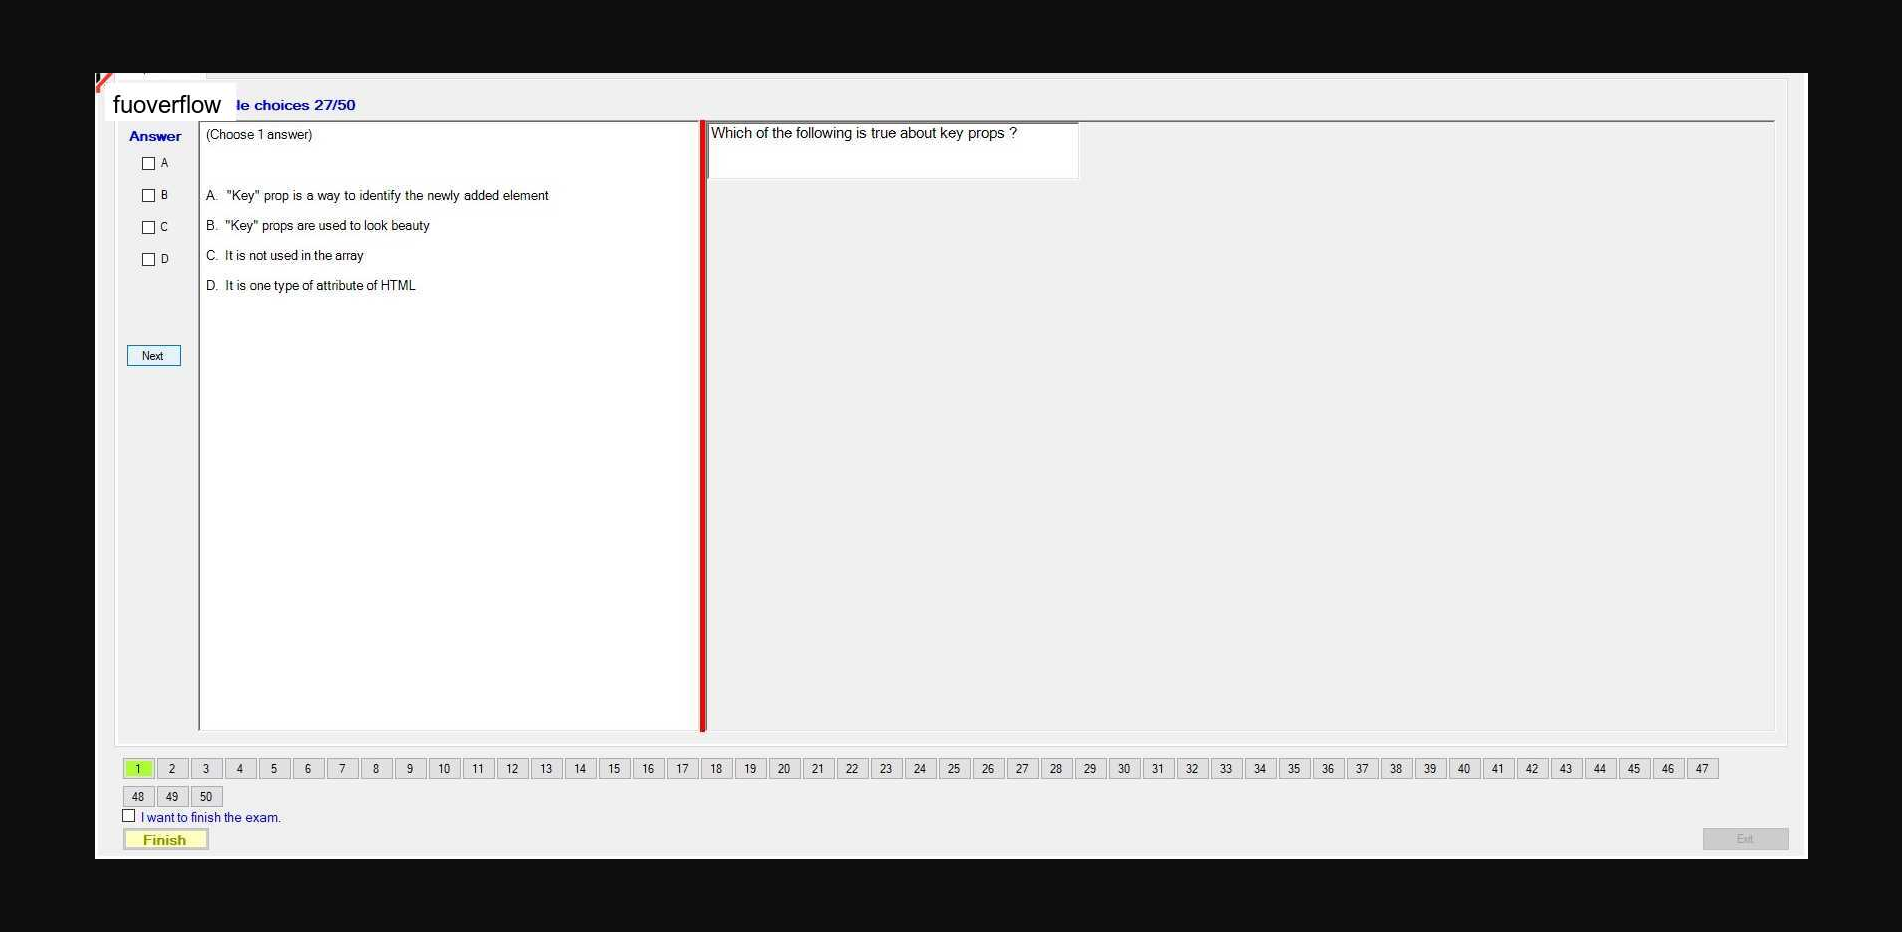 fuoverflow
le choices 27/50
Answer
(Choose 1 answer)
Which of the following is true about key props ?
A
B
C
D
A. "Key" prop is a way to identify the newly added element
B. "Key" props are used to look beauty
C. It is not used in the array
D. It is one type of attribute of HTML
Next
1 2 3 4 5 6 7 8 9 10 11 12 13 14 15 16 17 18 19 20 21 22 23 24 25 26 27 28 29 30 31 32 33 34 35 36 37 38 39 40 41 42 43 44 45 46 47
48 49 50
I want to finish the exam.
Finish
Exit